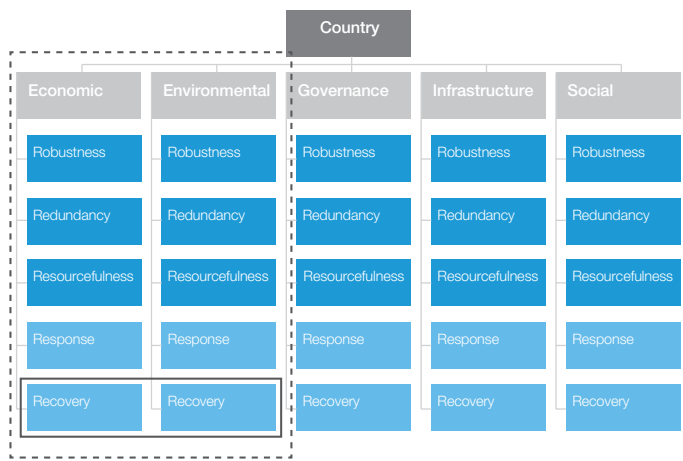 Country
Economic Environmental Governance Infrastructure Social
Robustness Robustness Robustness Robustness Robustness
Redundancy Redundancy Redundancy Redundancy Redundancy
Resourcefulness Resourcefulness Resourcefulness Resourcefulness Resourcefulness
Response Response Response Response Response
Recovery Recovery Recovery Recovery Recovery